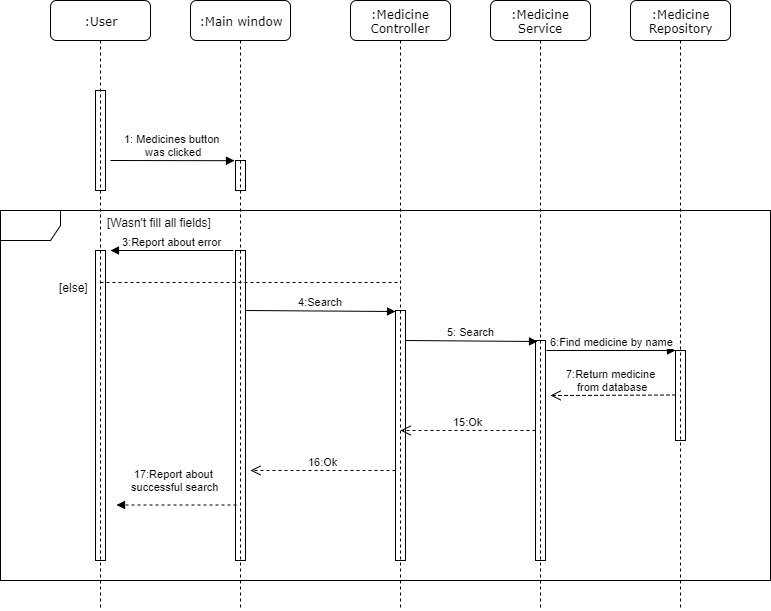 :User
:Main window
:Medicine
Controller
:Medicine
Service
:Medicine
Repository
1: Medicines button
was clicked
[Wasn't fill all fields]
3:Report about error
[else]
4:Search
5: Search
6:Find medicine by name
7:Return medicine
from database
15:Ok
16:Ok
17:Report about
successful search